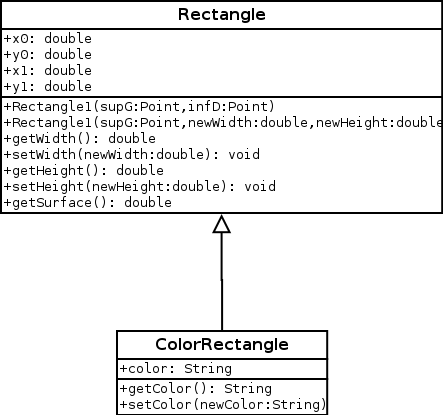 Rectangle
+x0: double
+y0: double
+x1: double
+y1: double
+Rectangle1(supG:Point,infD:Point)
+Rectangle1(supG:Point,newWidth:double,newHeight:double
+getWidth(): double
+setWidth(newWidth:double): void
+getHeight(): double
+setHeight(newHeight:double): void
+getSurface(): double
ColorRectangle
+color: String
+getColor(): String
+setColor(newColor:String)